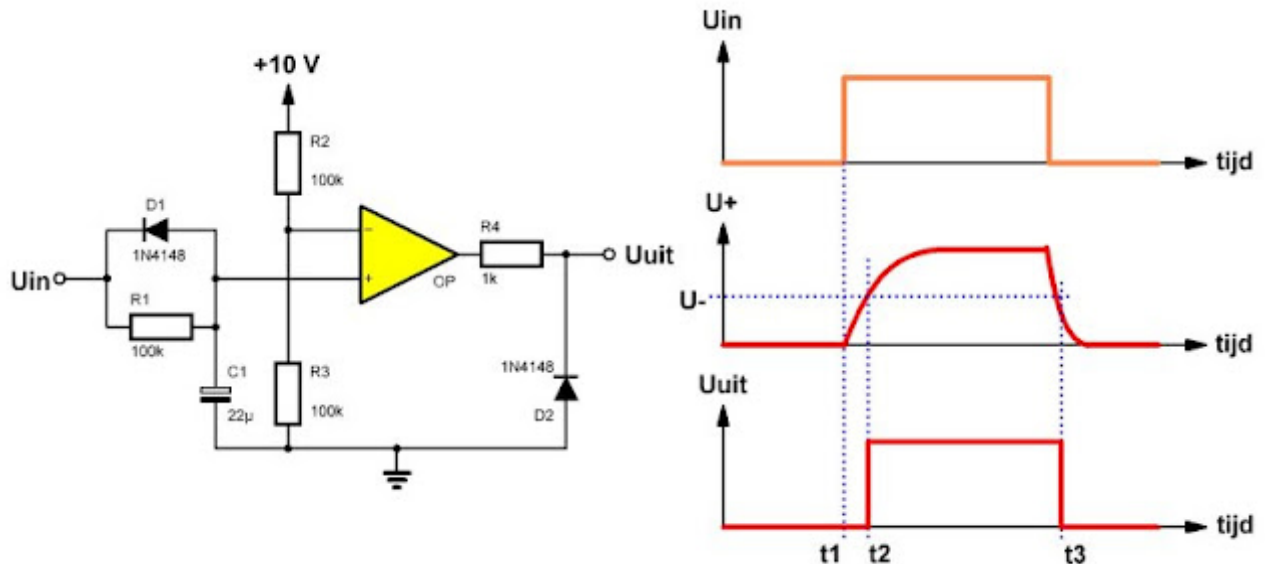 +10 V
R2
100k
D1
1N4148
Uin
R1
100k
C1
22µ
R3
100k
−
+
OP
R4
1k
Uuit
1N4148
D2
Uin
tijd
U+
U-
tijd
Uuit
tijd
t1 t2 t3